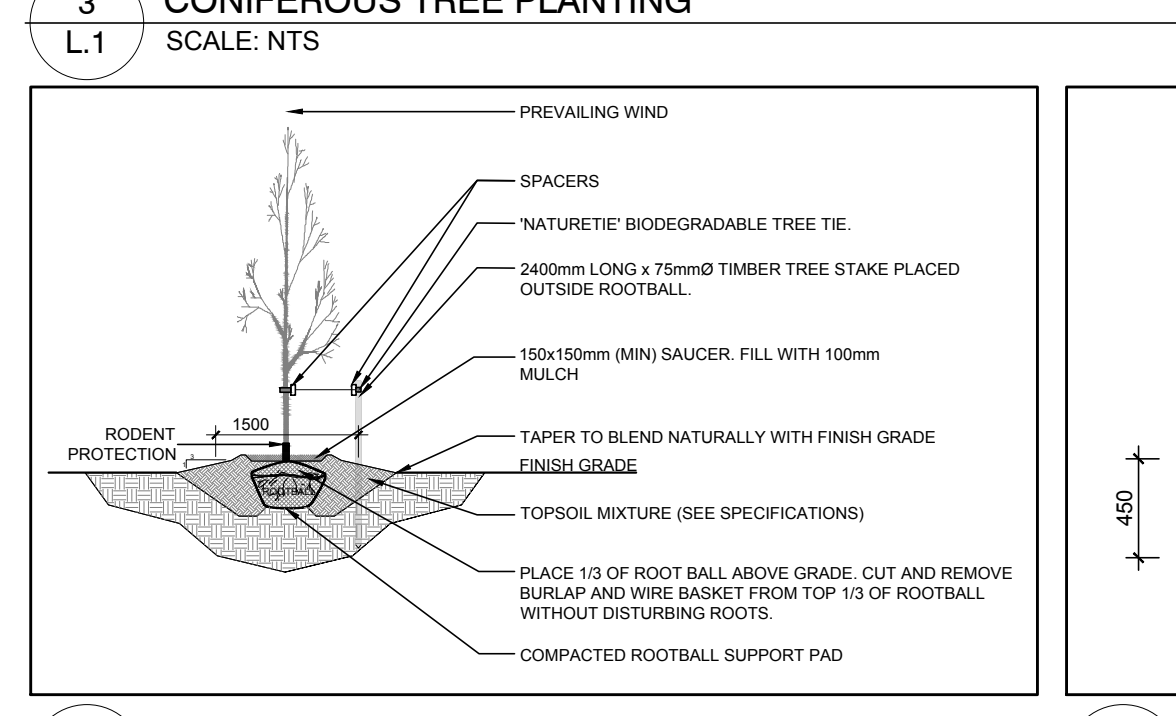 3
CONIFEROUS TREE PLANTING
L.1
SCALE: NTS
PREVAILING WIND
SPACERS
'NATURETIE' BIODEGRADABLE TREE TIE.
2400mm LONG x 75mmØ TIMBER TREE STAKE PLACED
OUTSIDE ROOTBALL.
150x150mm (MIN) SAUCER. FILL WITH 100mm
MULCH
1500
RODENT
PROTECTION
3
1
TAPER TO BLEND NATURALLY WITH FINISH GRADE
FINISH GRADE
ROOTBALL
TOPSOIL MIXTURE (SEE SPECIFICATIONS)
PLACE 1/3 OF ROOT BALL ABOVE GRADE. CUT AND REMOVE
BURLAP AND WIRE BASKET FROM TOP 1/3 OF ROOTBALL
WITHOUT DISTURBING ROOTS.
COMPACTED ROOTBALL SUPPORT PAD
450